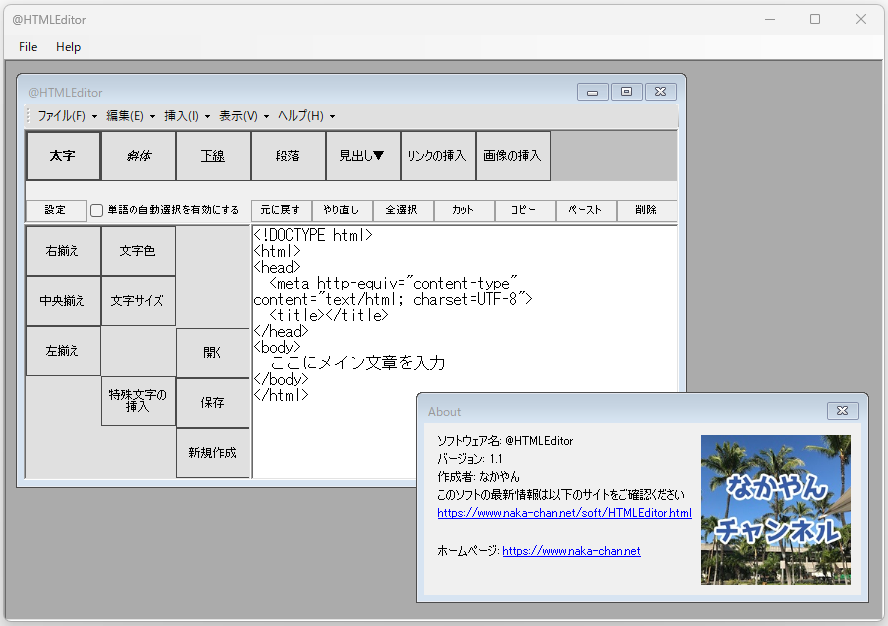 @HTMLEditor
File Help
@HTMLEditor
ファイル(F) 編集(E) 挿入(I) 表示(V) ヘルプ(H)
太字 斜体 下線 段落 見出し▼ リンクの挿入 画像の挿入
設定 単語の自動選択を有効にする 元に戻す やり直し 全選択 カット コピー ペースト 削除
右揃え 文字色
中央揃え 文字サイズ
左揃え
開く
特殊文字の
挿入
保存
新規作成
<!DOCTYPE html>
<html>
<head>
<meta http-equiv="content-type"
content="text/html; charset=UTF-8">
<title></title>
</head>
<body>
ここにメイン文章を入力
</body>
</html>
About
ソフトウェア名: @HTMLEditor
バージョン: 1.1
作成者: なかやん
このソフトの最新情報は以下のサイトをご確認ください
https://www.naka-chan.net/soft/HTMLEditor.html
ホームページ: https://www.naka-chan.net
なかやん
チャンネル